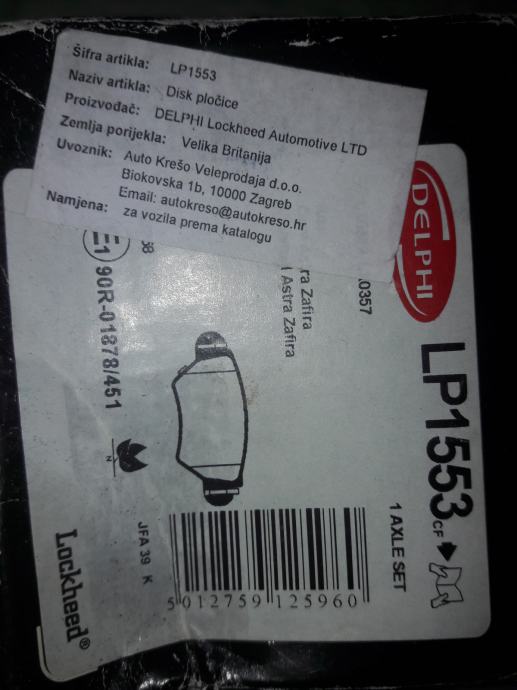 Šifra artikla: LP1553
Naziv artikla: Disk pločice
Proizvođač: DELPHI Lockheed Automotive LTD
Zemlja porijekla: Velika Britanija
Uvoznik: Auto Krešo Veleprodaja d.o.o.
Biokovska 1b, 10000 Zagreb
Email: autokreso@autokreso.hr
Namjena: za vozila prema katalogu
DELPHI
LP1553 CF
1 AXLE SET
.0357
ra Zafira
Astra Zafira
E1 90R-01878/451
N
JFA 39 K
5 012759 125960
Lockheed®